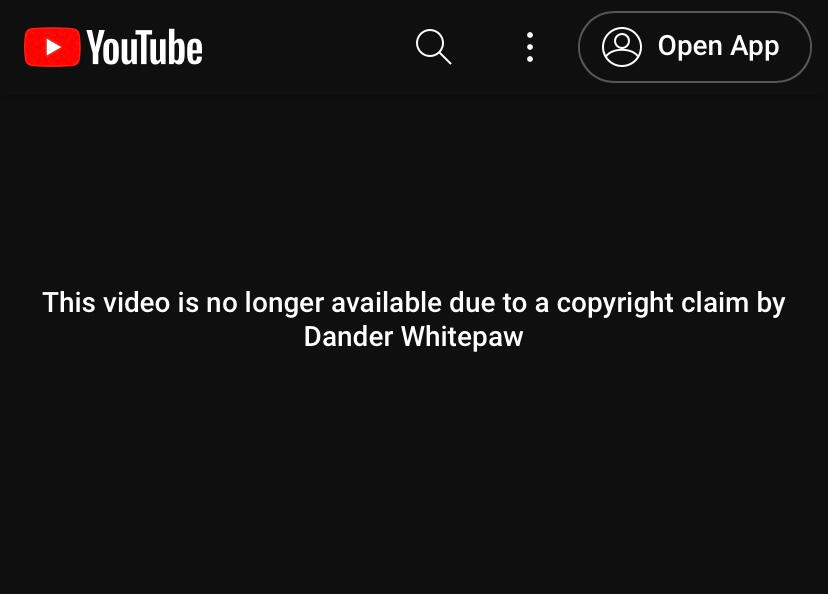 YouTube
Open App
This video is no longer available due to a copyright claim by
Dander Whitepaw